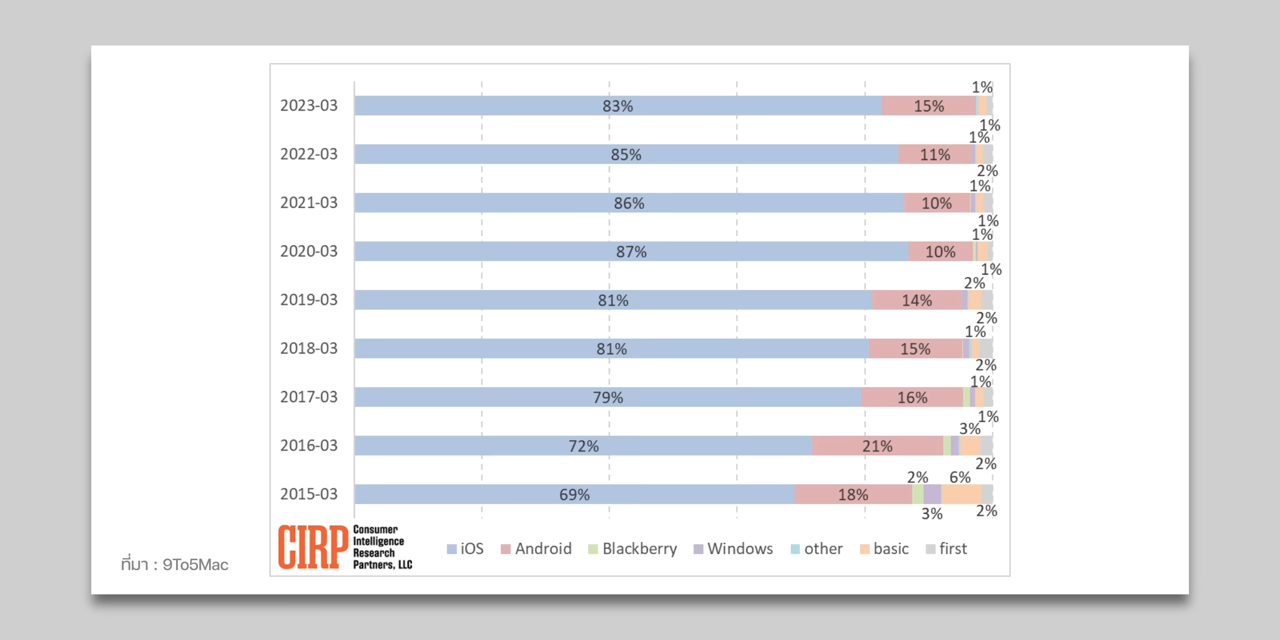 1%
2023-03 83% 15%
1%
1%
2022-03 85% 11%
2%
1%
2021-03 86% 10%
1%
1%
2020-03 87% 10%
1%
2%
2019-03 81% 14%
2%
1%
2018-03 81% 15%
2%
1%
2017-03 79% 16%
1%
3%
2016-03 72% 21%
2%
2% 6%
2015-03 69% 18%
3% 2%
CIRP
Consumer
Intelligence
Research
Partners, LLC
iOS Android Blackberry Windows other basic first
ที่มา : 9To5Mac